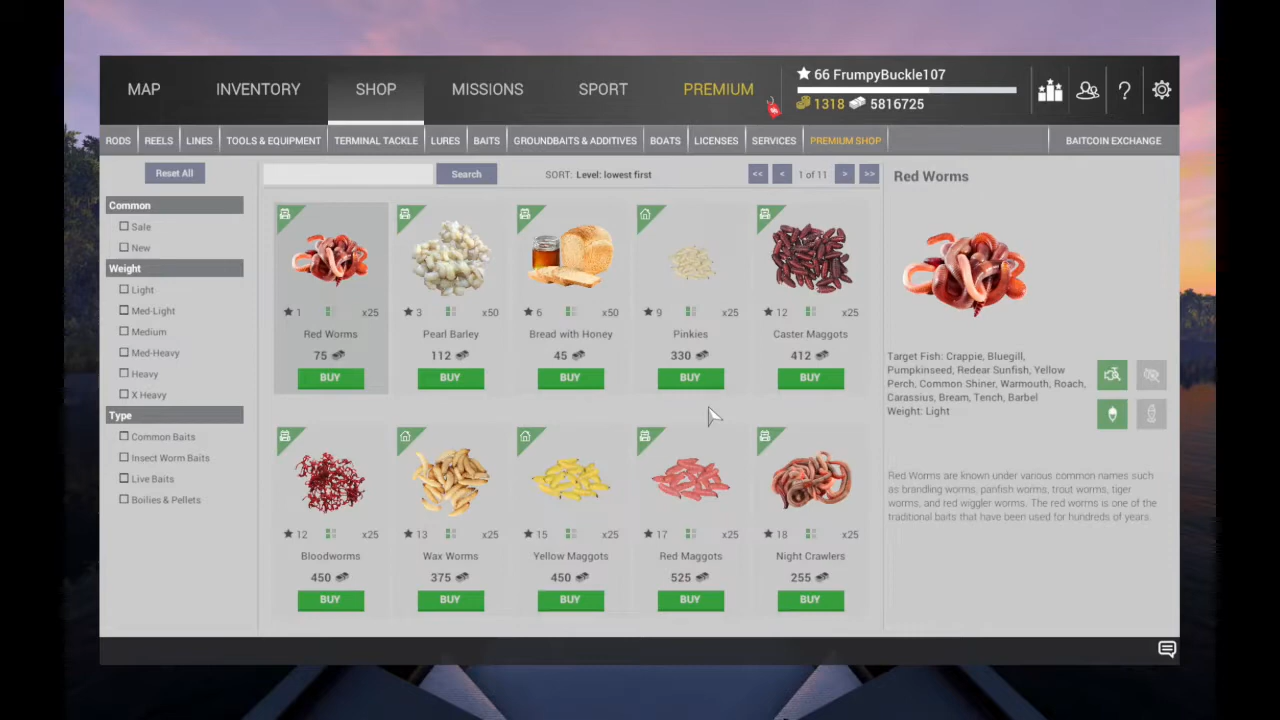 MAP INVENTORY SHOP MISSIONS SPORT PREMIUM
66 FrumpyBuckle107
1318 5816725
?
RODS REELS LINES TOOLS & EQUIPMENT TERMINAL TACKLE LURES BAITS GROUNDBAITS & ADDITIVES BOATS LICENSES SERVICES PREMIUM SHOP BAITCOIN EXCHANGE
Reset All
Common
Sale
New
Weight
Light
Med-Light
Medium
Med-Heavy
Heavy
X Heavy
Type
Common Baits
Insect Worm Baits
Live Baits
Boilies & Pellets
Search SORT: Level: lowest first << < 1 of 11 > >>
1 x25 3 x50 6 x50 9 x25 12 x25
Red Worms Pearl Barley Bread with Honey Pinkies Caster Maggots
75 112 45 330 412
BUY BUY BUY BUY BUY
12 x25 13 x25 15 x25 17 x25 18 x25
Bloodworms Wax Worms Yellow Maggots Red Maggots Night Crawlers
450 375 450 525 255
BUY BUY BUY BUY BUY
Red Worms
Target Fish: Crappie, Bluegill,
Pumpkinseed, Redear Sunfish, Yellow
Perch, Common Shiner, Warmouth, Roach,
Carassius, Bream, Tench, Barbel
Weight: Light
Red Worms are known under various common names such
as brandling worms, panfish worms, trout worms, tiger
worms, and red wiggler worms. The red worms is one of the
traditional baits that have been used for hundreds of years.